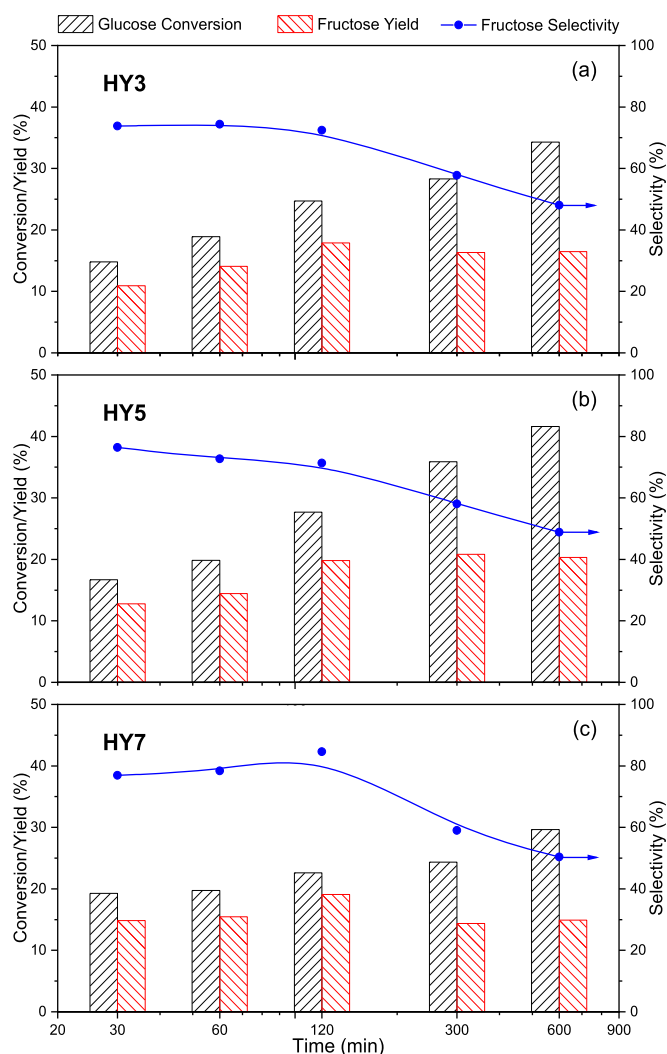 Glucose Conversion Fructose Yield Fructose Selectivity
50 100
(a)
HY3
40 80
30 60
20 40
10 20
0 0
Conversion/Yield (%)
Selectivity (%)
50 100
(b)
HY5
40 80
30 60
20 40
10 20
0 0
Conversion/Yield (%)
Selectivity (%)
50 100
(c)
HY7
40 80
30 60
20 40
10 20
0 0
Conversion/Yield (%)
Selectivity (%)
20 30 60 120 300 600 900
Time (min)